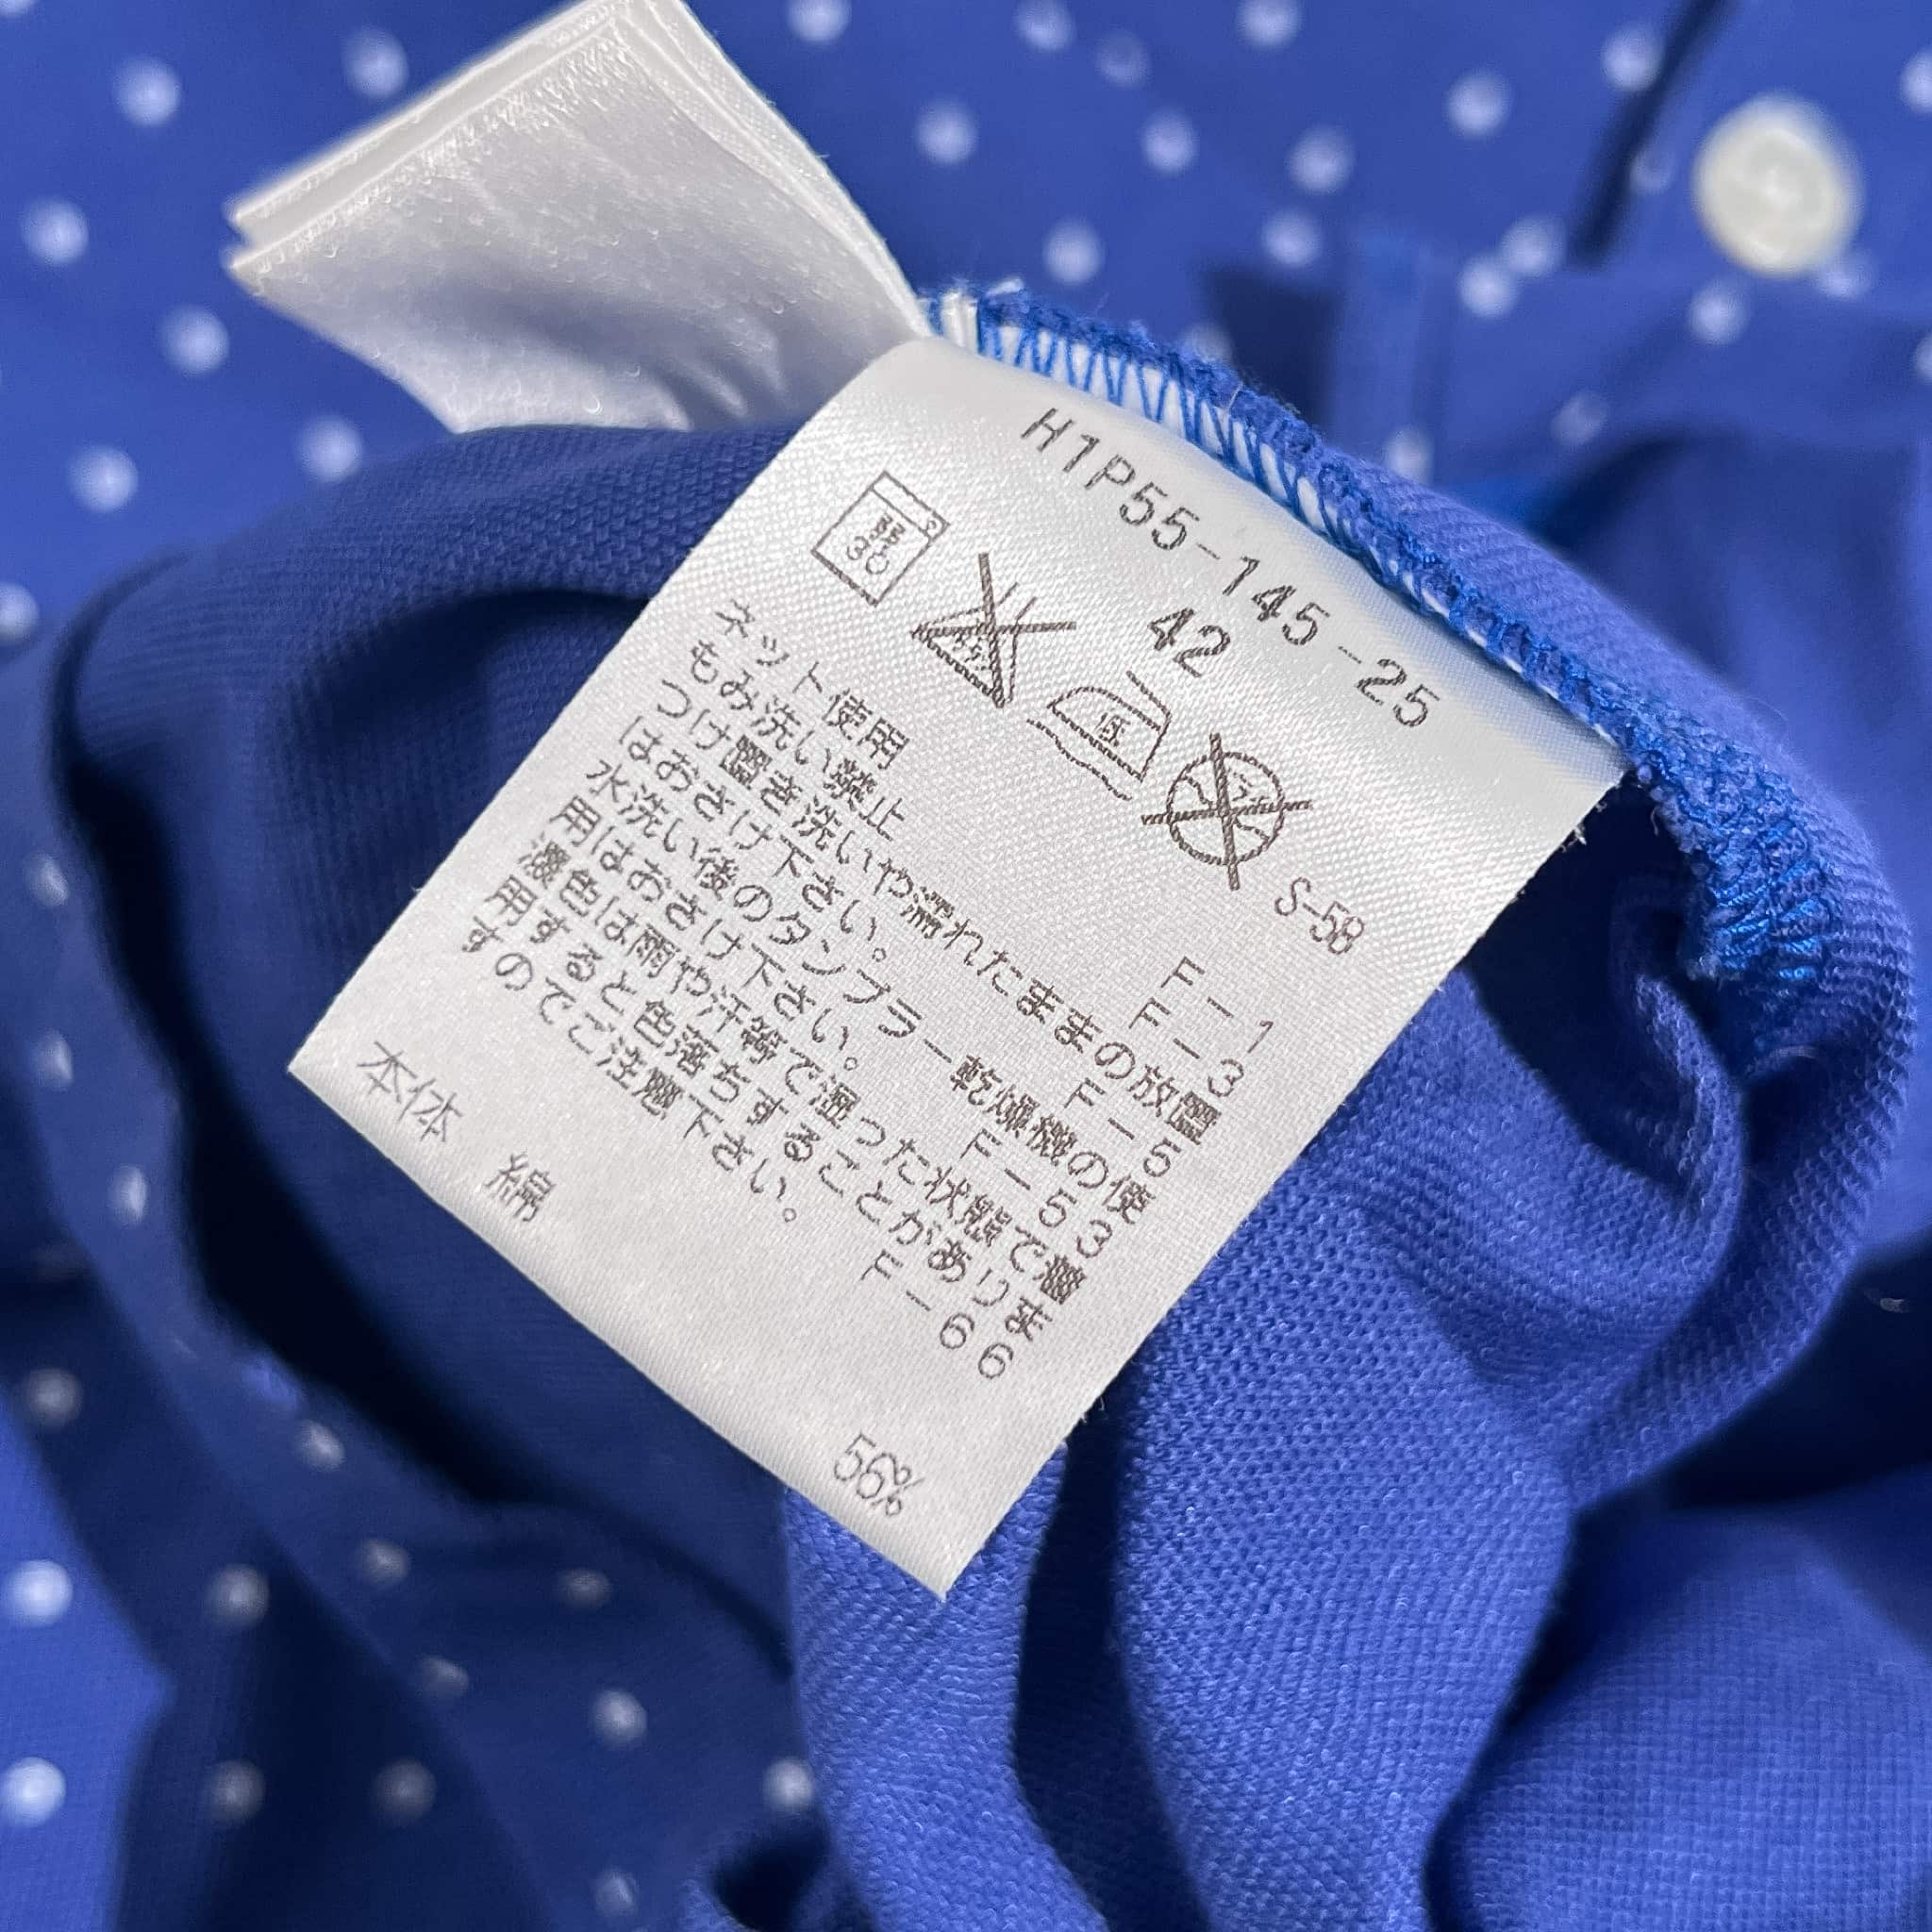 H1P55-145-25
42
弱
30
中
S-58
ネット使用 F-1
もみ洗い禁止 F-3
つけ置き洗いや濡れたままの放置
はおさけ下さい。 F-5
水洗い後のタンブラー乾燥機の使
用はおさけ下さい。 F-53
濃色は雨や汗等で湿った状態で着
用すると色落ちすることがありま
すのでご注意下さい。 F-66
本体 綿 56%